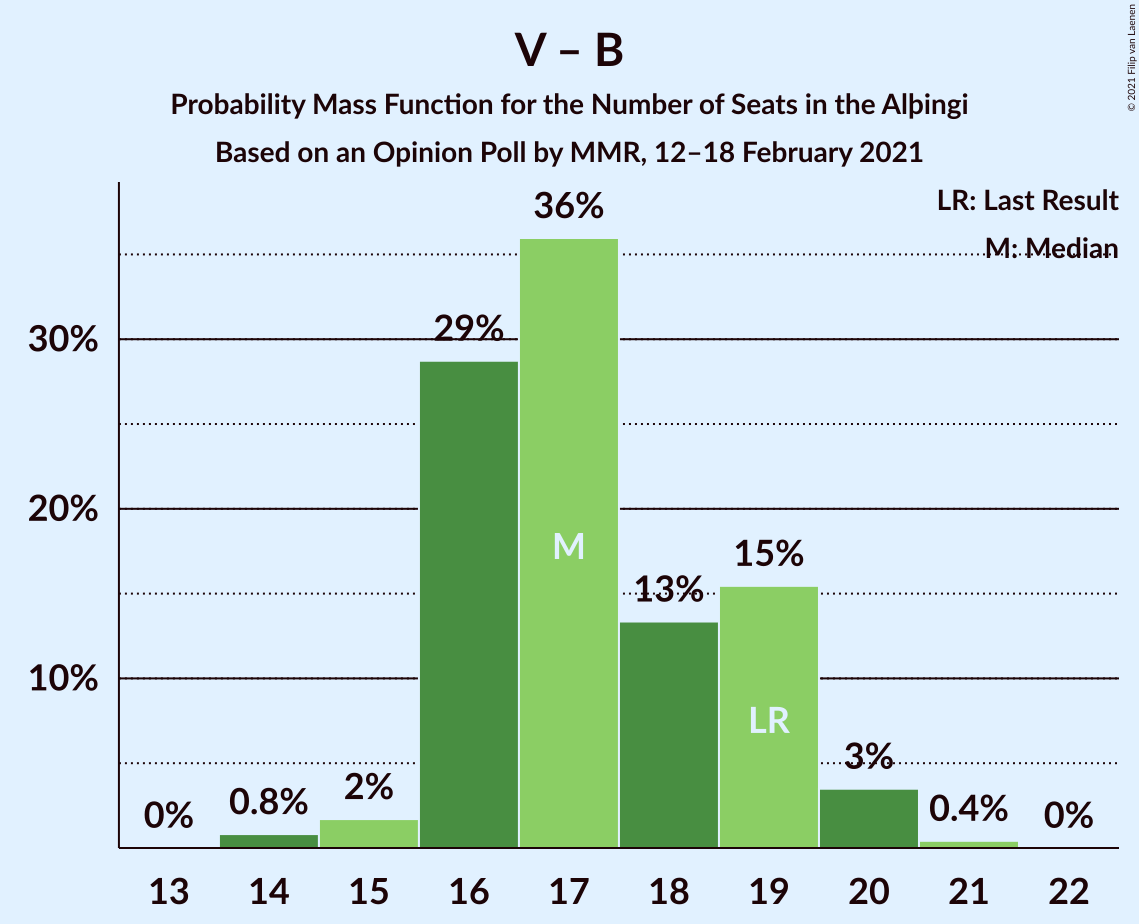 V – B
Probability Mass Function for the Number of Seats in the Alþingi
Based on an Opinion Poll by MMR, 12–18 February 2021
© 2021 Filip van Laenen
LR: Last Result
M: Median
36%
30%
29%
20%
M
15%
13%
10%
LR
3%
2%
0.8%
0.4%
0%
0%
13 14 15 16 17 18 19 20 21 22